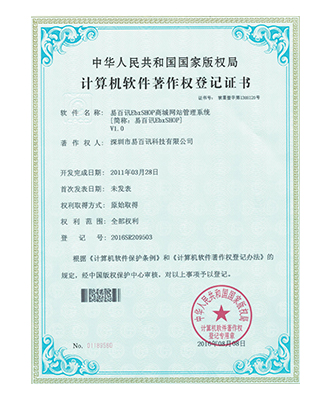 中华人民共和国国家版权局
计算机软件著作权登记证书
证书号： 软著登字第1388120号
软件名称： 易百讯EbxSHOP商城网站管理系统
[简称：易百讯EbxSHOP]
V1.0
著作权人： 深圳市易百讯科技有限公司
开发完成日期： 2011年03月28日
首次发表日期： 未发表
权利取得方式： 原始取得
权利范围： 全部权利
登记号： 2016SR209503
根据《计算机软件保护条例》和《计算机软件著作权登记办法》的
规定，经中国版权保护中心审核，对以上事项予以登记。
中华人民共和国国家版权局
计算机软件著作权
登记专用章
No.
2016年08月08日